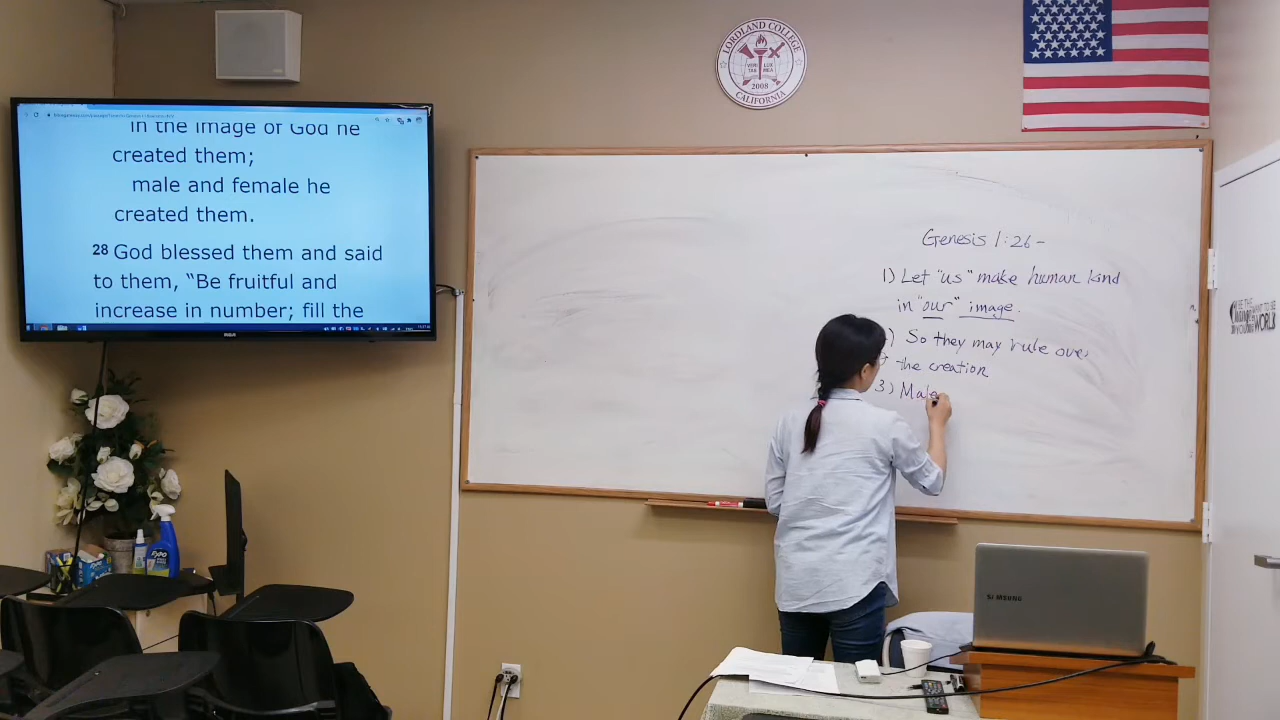 in the image of God he
created them;
male and female he
created them.
28 God blessed them and said
to them, “Be fruitful and
increase in number; fill the
RCA
LORDLAND COLLEGE
2008
CALIFORNIA
Genesis 1:26-
1) Let "us" make human kind
in "our" image.
) So they may rule over
the creation
3) Male
EXPO